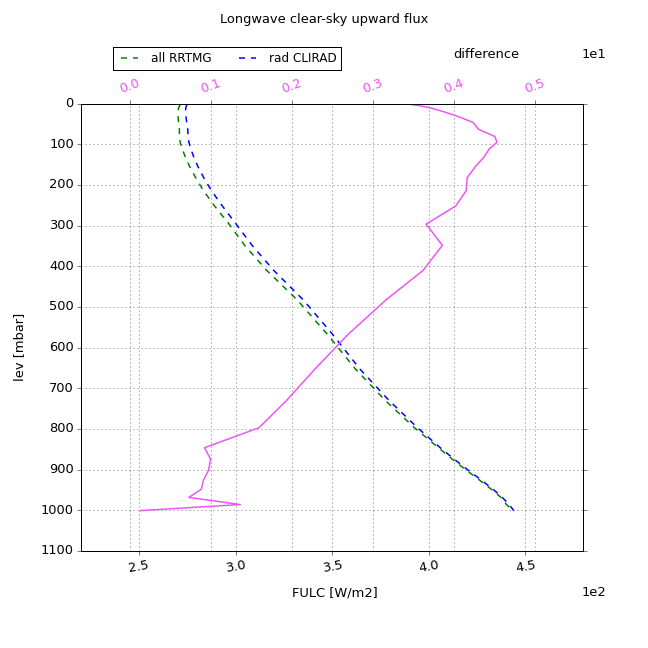 Longwave clear-sky upward flux
all RRTMG rad CLIRAD difference 1e1
0.0 0.1 0.2 0.3 0.4 0.5
0
100
200
300
400
500
600
700
800
900
1000
1100
lev [mbar]
2.5 3.0 3.5 4.0 4.5
FULC [W/m2] 1e2